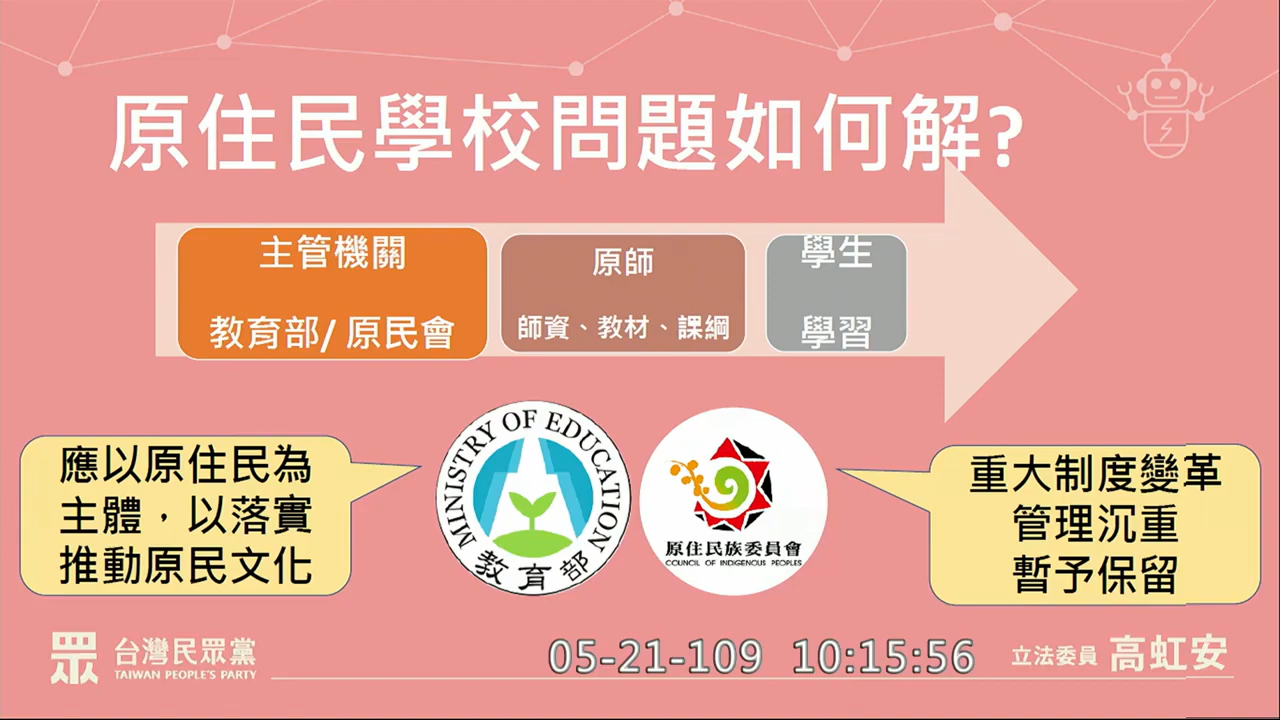 原住民學校問題如何解?
主管機關
教育部/ 原民會
原師
師資、教材、課綱
學生
學習
應以原住民為
主體，以落實
推動原民文化
MINISTRY OF EDUCATION
教育部
原住民族委員會
COUNCIL OF INDIGENOUS PEOPLES
重大制度變革
管理沉重
暫予保留
眾 台灣民眾黨
TAIWAN PEOPLE'S PARTY
05-21-109 10:15:56
立法委員 高虹安